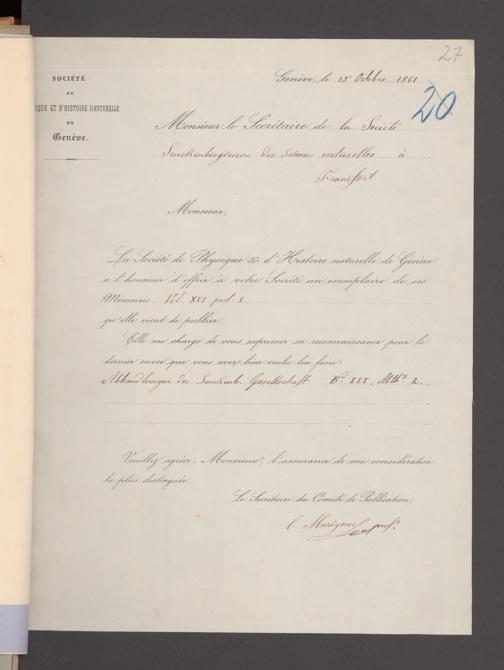 27
20
SOCIÉTÉ
DE
IQUE ET D'HISTOIRE NATURELLE
DE
Genève.
Genève, le 15 Octobre 1861
Monsieur le Secrétaire de la Société
Senckenbergienne des Sciences naturelles à
Francfort
Monsieur,
La Société de Physique & d'Histoire naturelle de Genève
a l'honneur d'offrir à votre Société un exemplaire de ses
Mémoires Vol. XVI part. 1
qu'elle vient de publier.
Elle me charge de vous exprimer sa reconnaissance pour le
dernier envoi que vous avez bien voulu lui faire:
Abhandlungen der Senckenb. Gesellschaft Bd. III. 2.
Veuillez agréer, Monsieur, l'assurance de ma considération
la plus distinguée
Le Secrétaire du Comité de Publication,
C. Marignac prof.